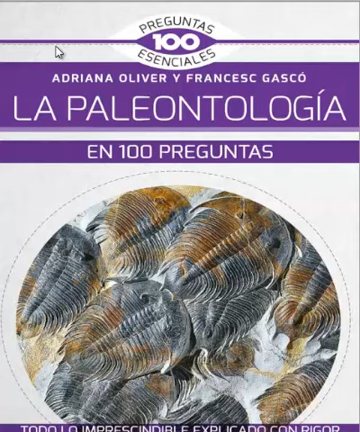 PREGUNTAS
100
ESENCIALES
ADRIANA OLIVER Y FRANCESC GASCÓ
LA PALEONTOLOGÍA
EN 100 PREGUNTAS
TODO LO IMPRESCINDIBLE EXPLICADO CON RIGOR